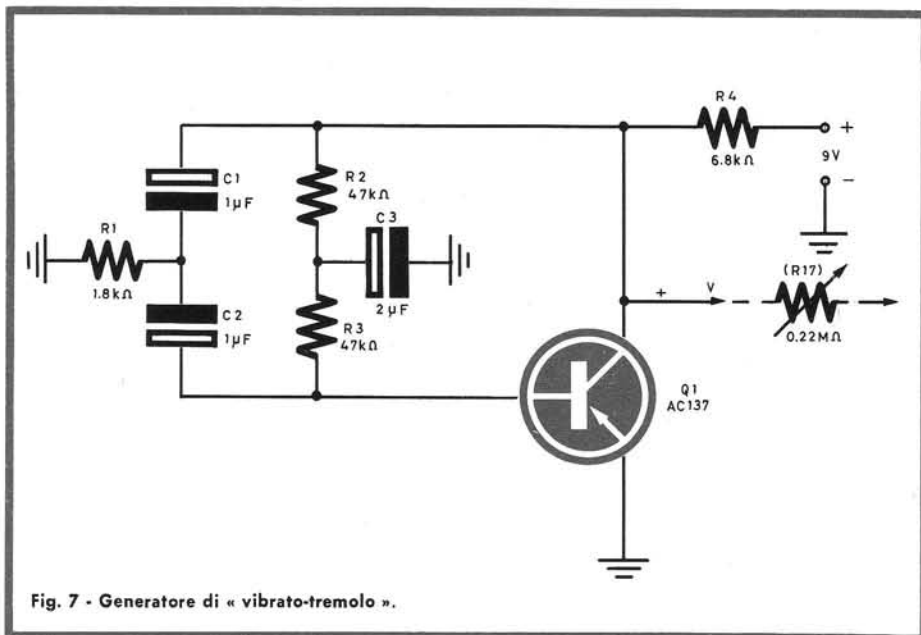 R4
+
6.8kΩ
9V
−
C1
1µF
R2
47kΩ
C3
R1
1.8kΩ
(R17)
+
V
C2
1µF
2µF
R3
47kΩ
0.22MΩ
Q1
AC137
Fig. 7 - Generatore di « vibrato-tremolo ».